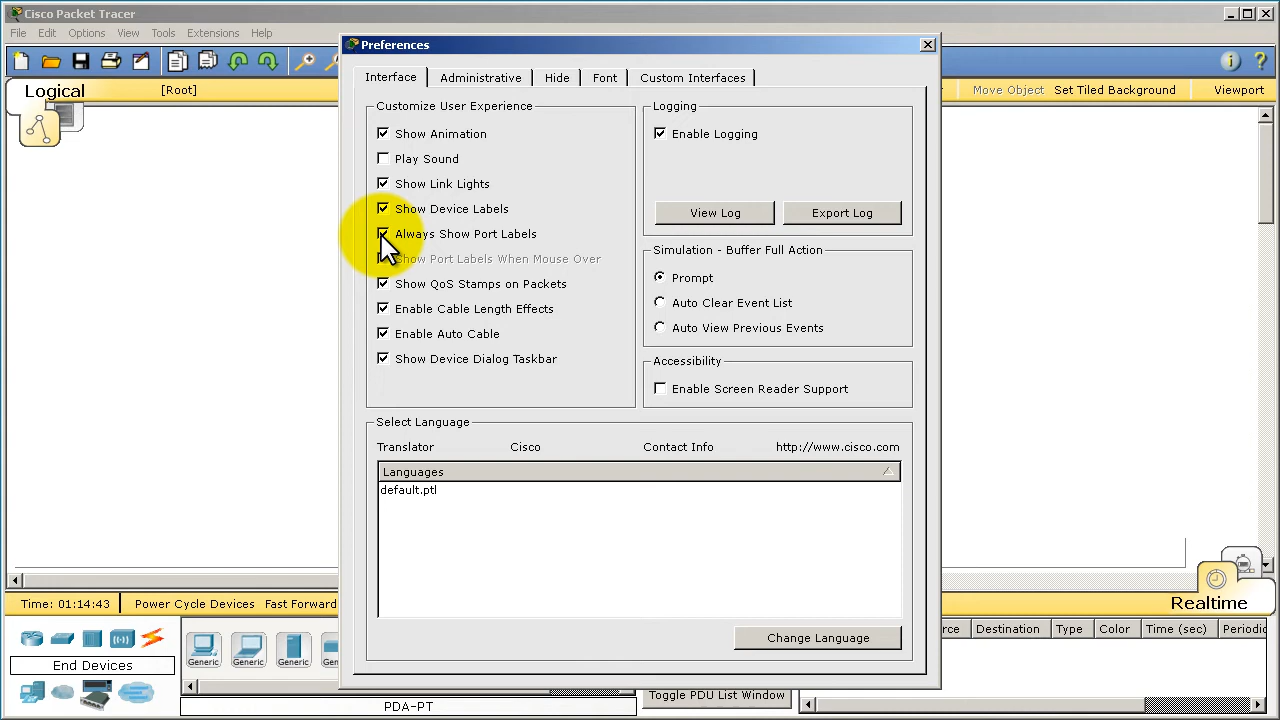 Cisco Packet Tracer
File Edit Options View Tools Extensions Help
Logical
[Root]
Move Object Set Tiled Background Viewport
Preferences
Interface Administrative Hide Font Custom Interfaces
Customize User Experience
Show Animation
Play Sound
Show Link Lights
Show Device Labels
Always Show Port Labels
Show Port Labels When Mouse Over
Show QoS Stamps on Packets
Enable Cable Length Effects
Enable Auto Cable
Show Device Dialog Taskbar
Logging
Enable Logging
View Log Export Log
Simulation - Buffer Full Action
Prompt
Auto Clear Event List
Auto View Previous Events
Accessibility
Enable Screen Reader Support
Select Language
Translator Cisco Contact Info http://www.cisco.com
Languages
default.ptl
Change Language
Time: 01:14:43 Power Cycle Devices Fast Forward
Realtime
End Devices
Generic Generic Generic
PDA-PT
Toggle PDU List Window
Destination Type Color Time (sec) Periodic